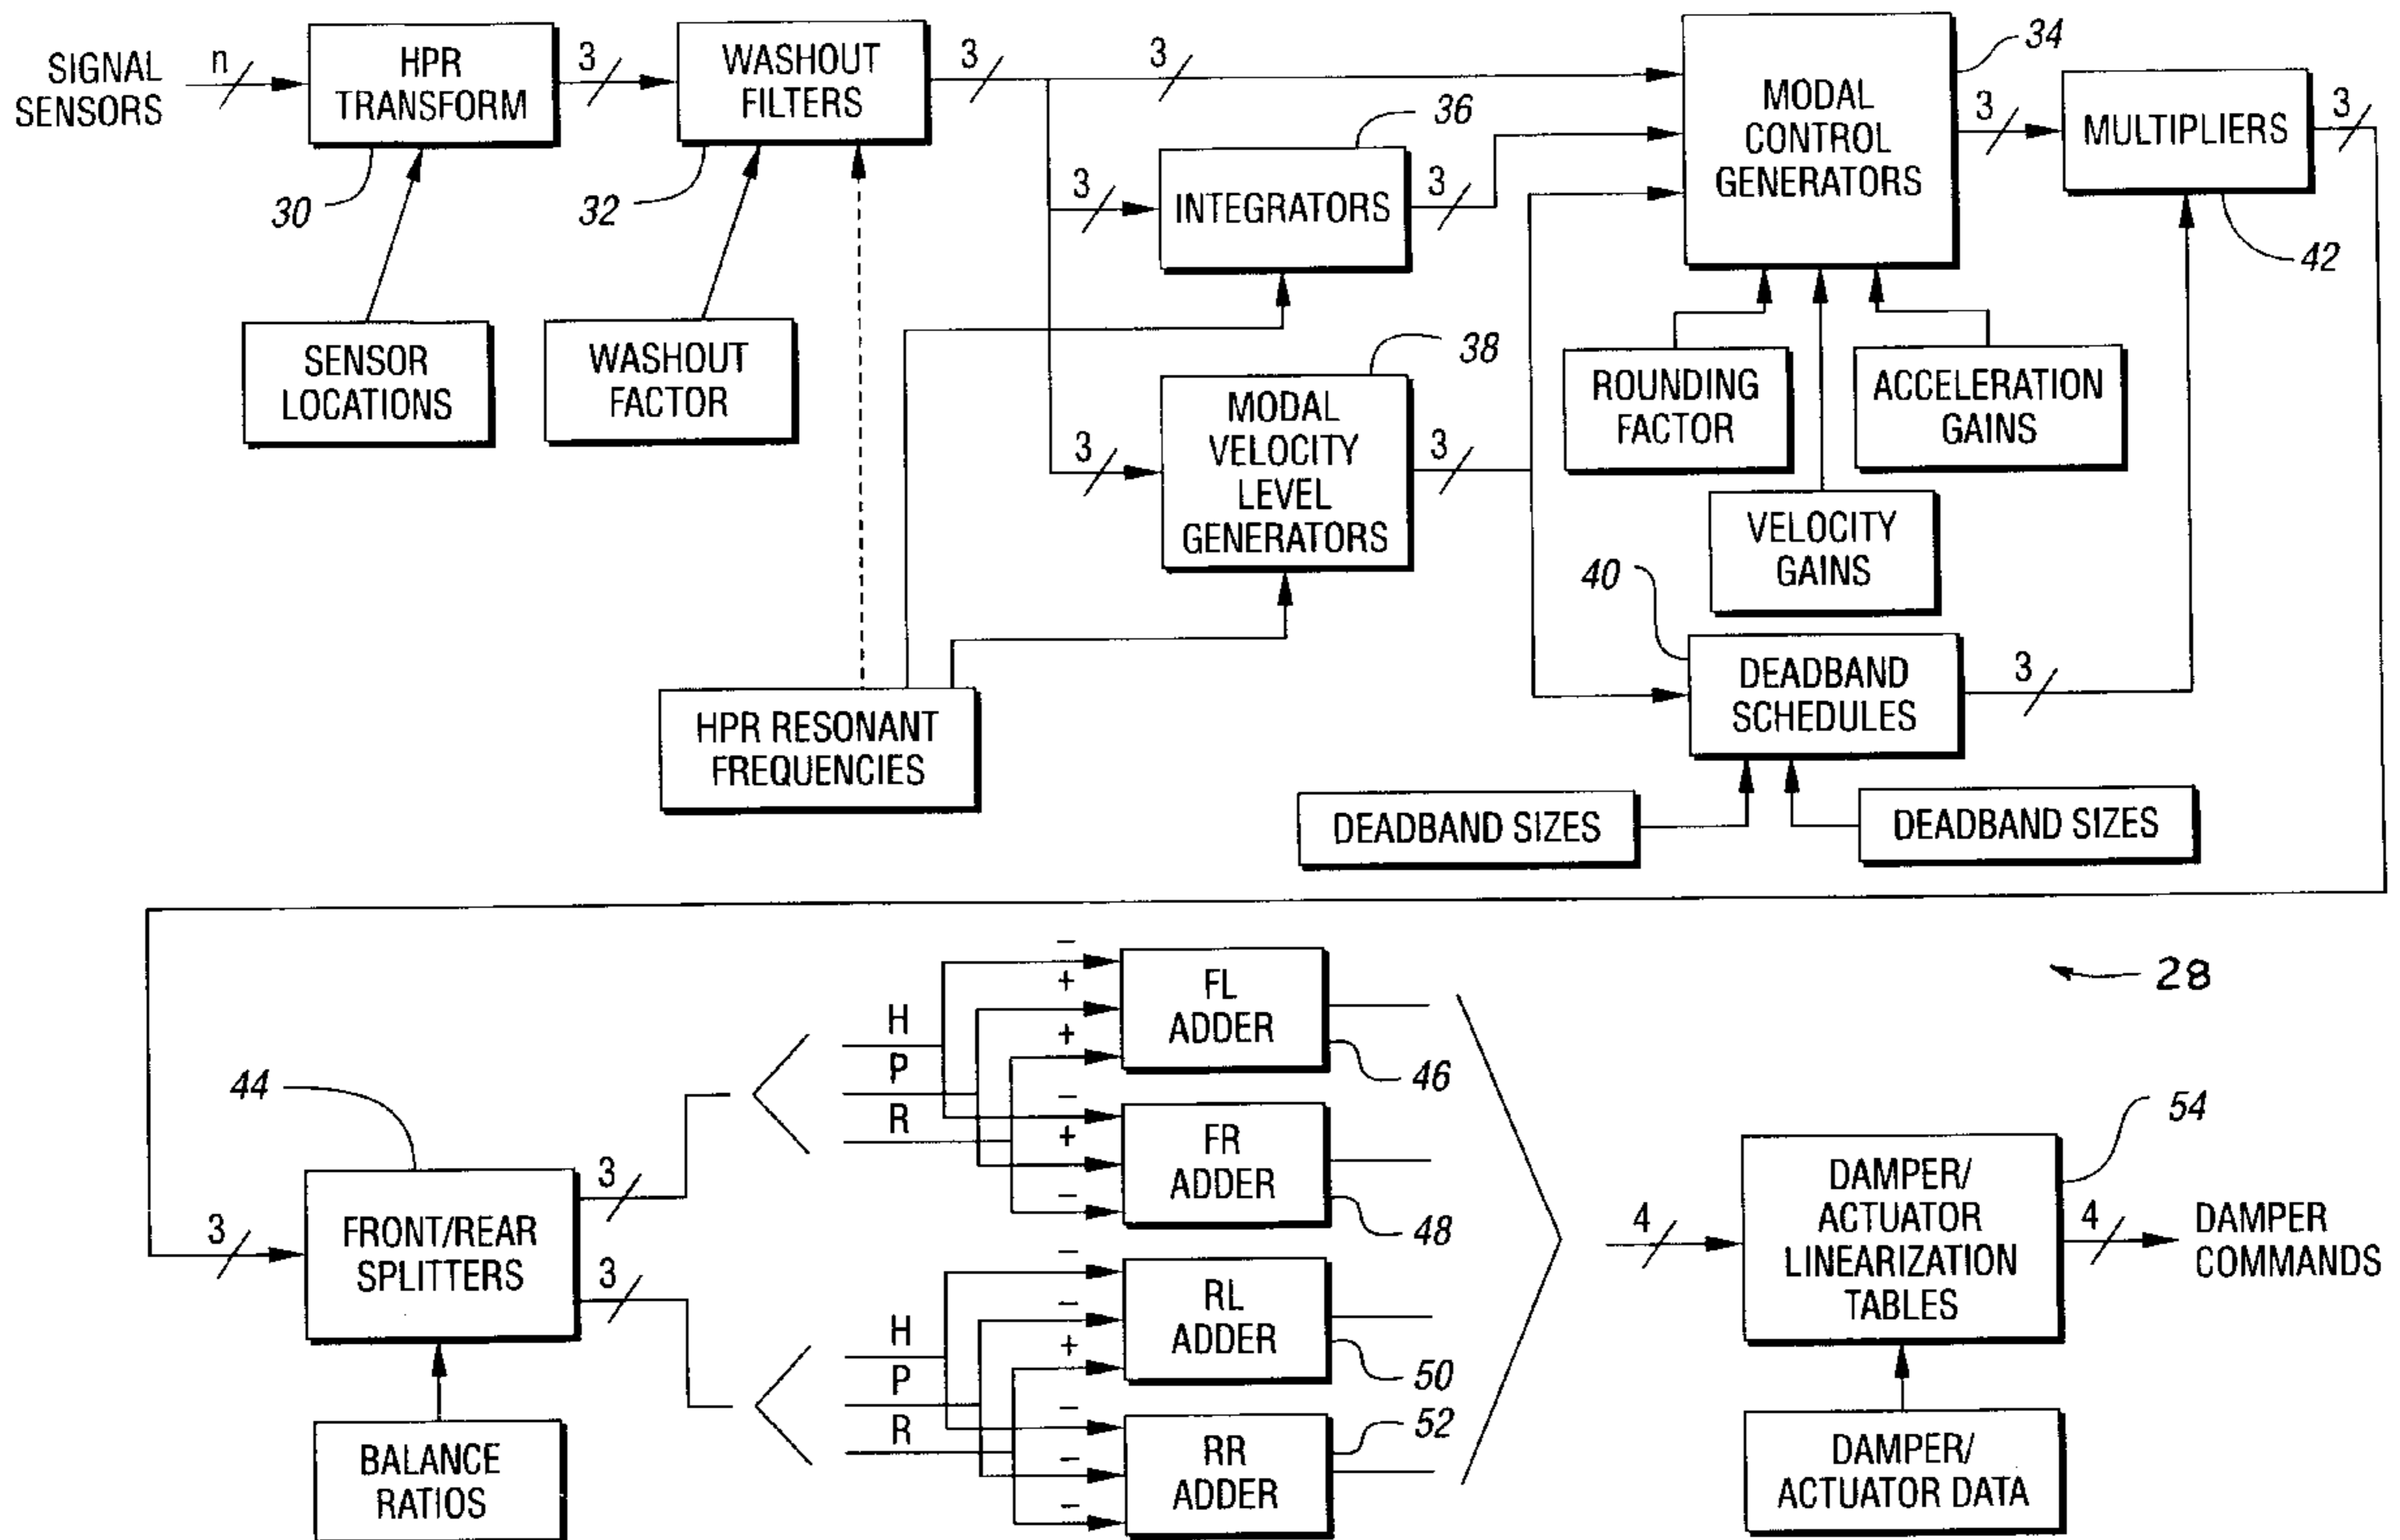 SIGNAL
SENSORS
n
HPR
TRANSFORM
30
3
WASHOUT
FILTERS
32
3
3
SENSOR
LOCATIONS
WASHOUT
FACTOR
36
3
INTEGRATORS
3
38
3
MODAL
VELOCITY
LEVEL
GENERATORS
3
HPR RESONANT
FREQUENCIES
34
MODAL
CONTROL
GENERATORS
3
MULTIPLIERS
3
42
ROUNDING
FACTOR
ACCELERATION
GAINS
VELOCITY
GAINS
40
DEADBAND
SCHEDULES
3
DEADBAND SIZES
DEADBAND SIZES
28
44
3
FRONT/REAR
SPLITTERS
3
3
BALANCE
RATIOS
H
P
R
−
+
+
FL
ADDER
46
−
+
−
FR
ADDER
48
H
P
R
−
−
+
RL
ADDER
50
−
−
−
RR
ADDER
52
4
54
DAMPER/
ACTUATOR
LINEARIZATION
TABLES
4
DAMPER
COMMANDS
DAMPER/
ACTUATOR DATA